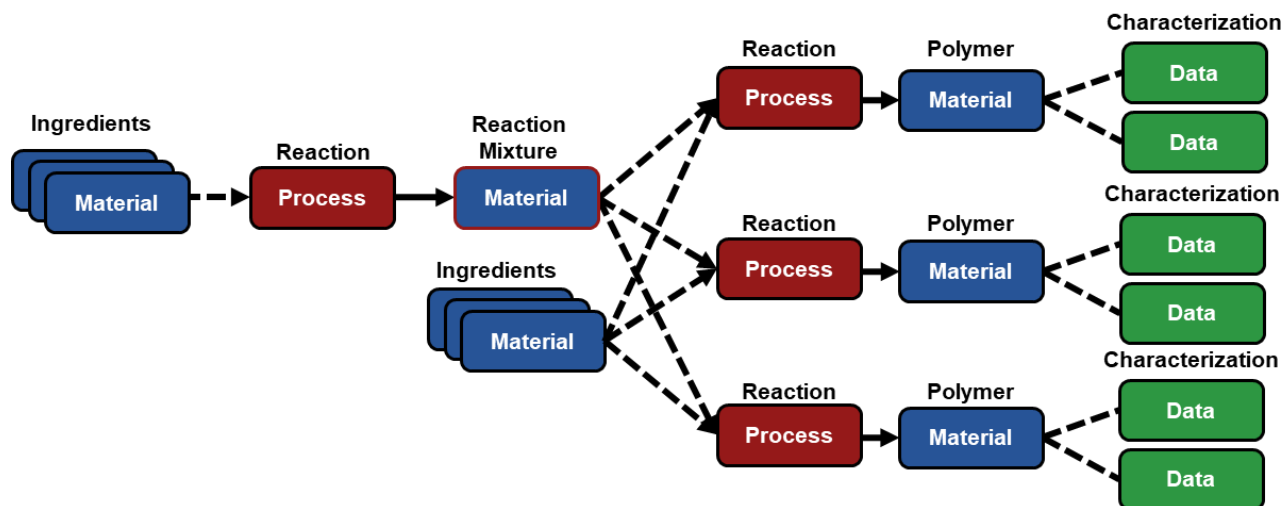 Ingredients
Material
Reaction
Process
Reaction
Mixture
Material
Ingredients
Material
Reaction
Process
Polymer
Material
Characterization
Data
Data
Reaction
Process
Polymer
Material
Characterization
Data
Data
Reaction
Process
Polymer
Material
Characterization
Data
Data